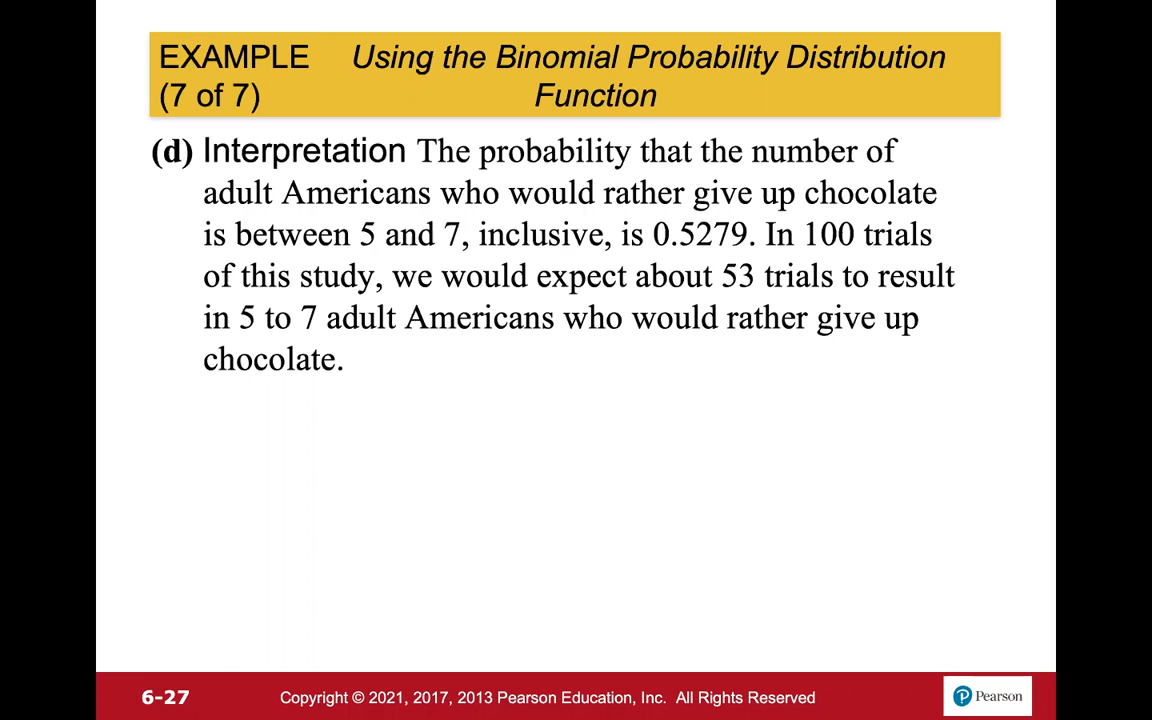 EXAMPLE Using the Binomial Probability Distribution
(7 of 7) Function
(d) Interpretation The probability that the number of
adult Americans who would rather give up chocolate
is between 5 and 7, inclusive, is 0.5279. In 100 trials
of this study, we would expect about 53 trials to result
in 5 to 7 adult Americans who would rather give up
chocolate.
6-27 Copyright © 2021, 2017, 2013 Pearson Education, Inc. All Rights Reserved Pearson